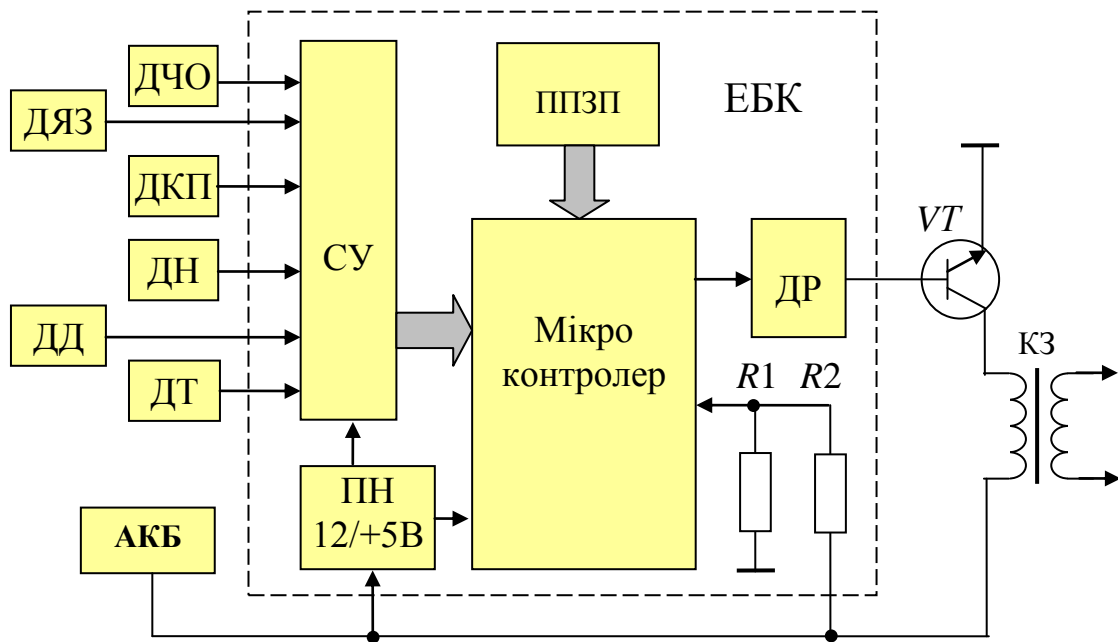 ДЧО
ДЯЗ
ДКП
ДН
ДД
ДТ
СУ
ППЗП
ЕБК
Мікро
контролер
ДР
VT
КЗ
R1
R2
ПН
12/+5В
АКБ